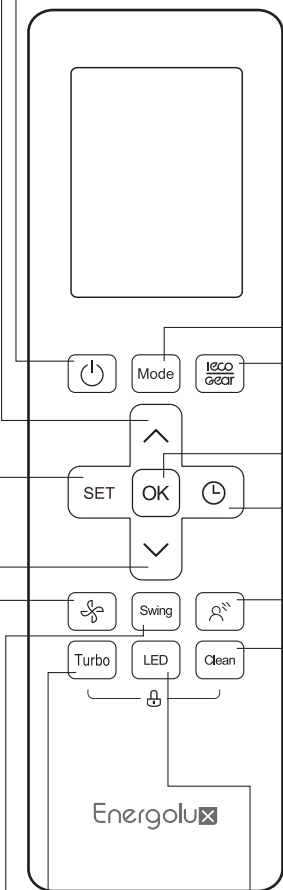 Mode
IECO
Gear
SET OK
Swing
Turbo LED Clean
Energolux